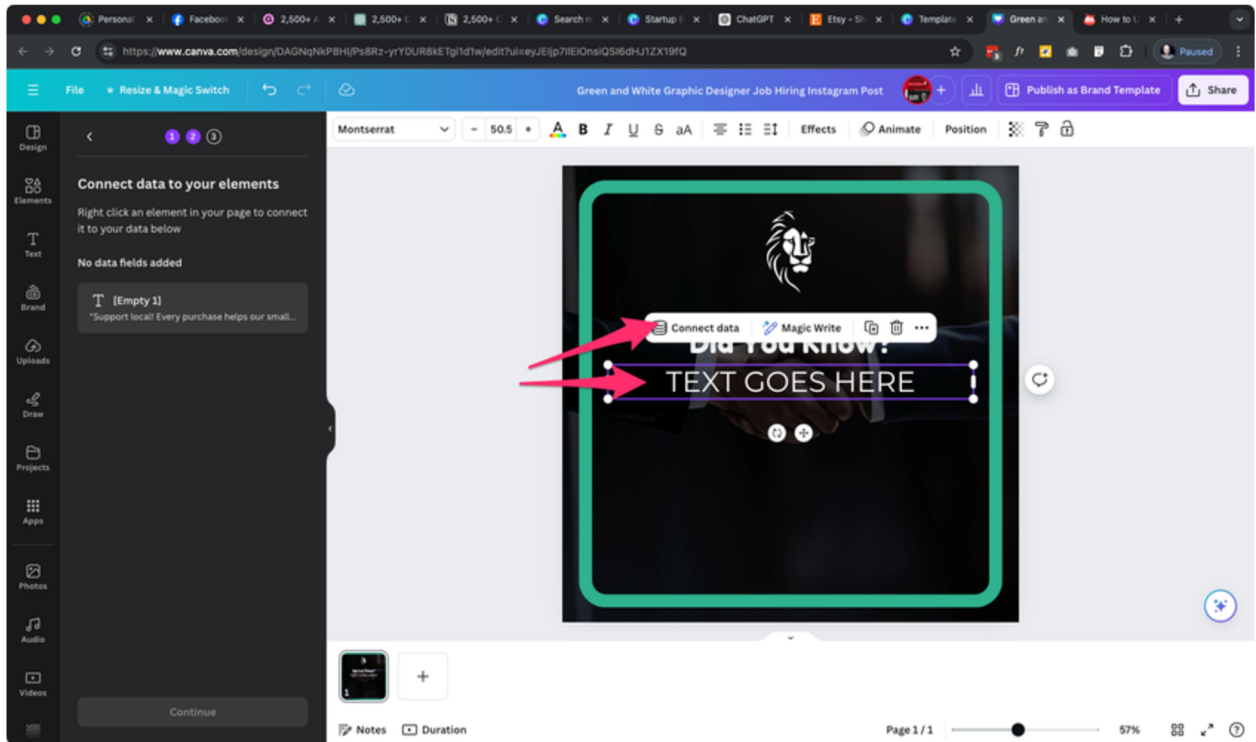 Personal
Faceboo
2,500+ A
2,500+ C
2,500+ C
Search n
Startup E
ChatGPT
Etsy - Sh
Template
Green an
How to U
https://www.canva.com/design/DAGNqNkP8HI/Ps8Rz-yrY0UR8kETgi1d1w/edit?ui=eyJEIjp7IlEiOnsiQSI6dHJ1ZX19fQ
Paused
File
Resize & Magic Switch
Green and White Graphic Designer Job Hiring Instagram Post
Publish as Brand Template
Share
Design
Elements
Text
Brand
Uploads
Draw
Projects
Apps
Photos
Audio
Videos
1 2 3
Connect data to your elements
Right click an element in your page to connect
it to your data below
No data fields added
[Empty 1]
"Support local! Every purchase helps our small...
Continue
Montserrat
- 50.5 +
A B I U S aA
Effects
Animate
Position
Connect data
Magic Write
Did You Know?
TEXT GOES HERE
1
Notes
Duration
Page 1 / 1
57%